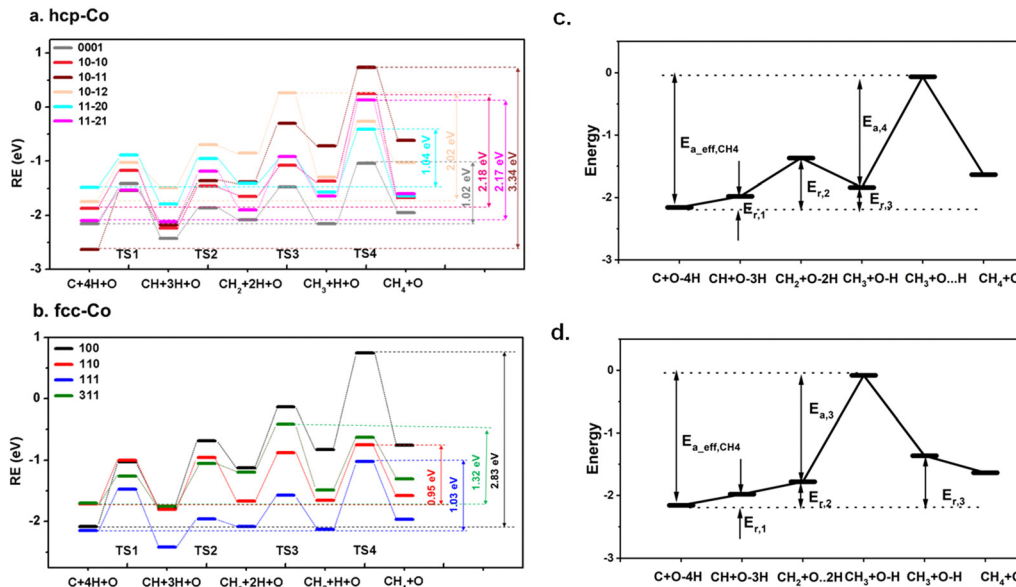 a. hcp-Co
RE (eV)
1
0
-1
-2
-3
0001
10-10
10-11
10-12
11-20
11-21
1.04 eV
2.02 eV
1.02 eV
2.18 eV
2.17 eV
3.34 eV
TS1
TS2
TS3
TS4
C+4H+O
CH+3H+O
CH₂+2H+O
CH₃+H+O
CH₄+O
b. fcc-Co
RE (eV)
1
0
-1
-2
100
110
111
311
0.95 eV
1.03 eV
1.32 eV
2.83 eV
TS1
TS2
TS3
TS4
C+4H+O
CH+3H+O
c.
Energy
0
-1
-2
-3
Eₐ_eff,CH4
Eᵣ,₁
Eᵣ,₂
Eₐ,₄
Eᵣ,₃
C+O-4H
CH+O-3H
CH₂+O-2H
CH₃+O-H
CH₃+O...H
CH₄+O
d.
Energy
0
-1
-2
-3
Eₐ_eff,CH4
Eᵣ,₁
Eₐ,₃
Eᵣ,₂
Eᵣ,₃
C+O-4H
CH+O-3H
CH₂+O..2H
CH₃+O-H
CH₃+O-H
CH₄+O